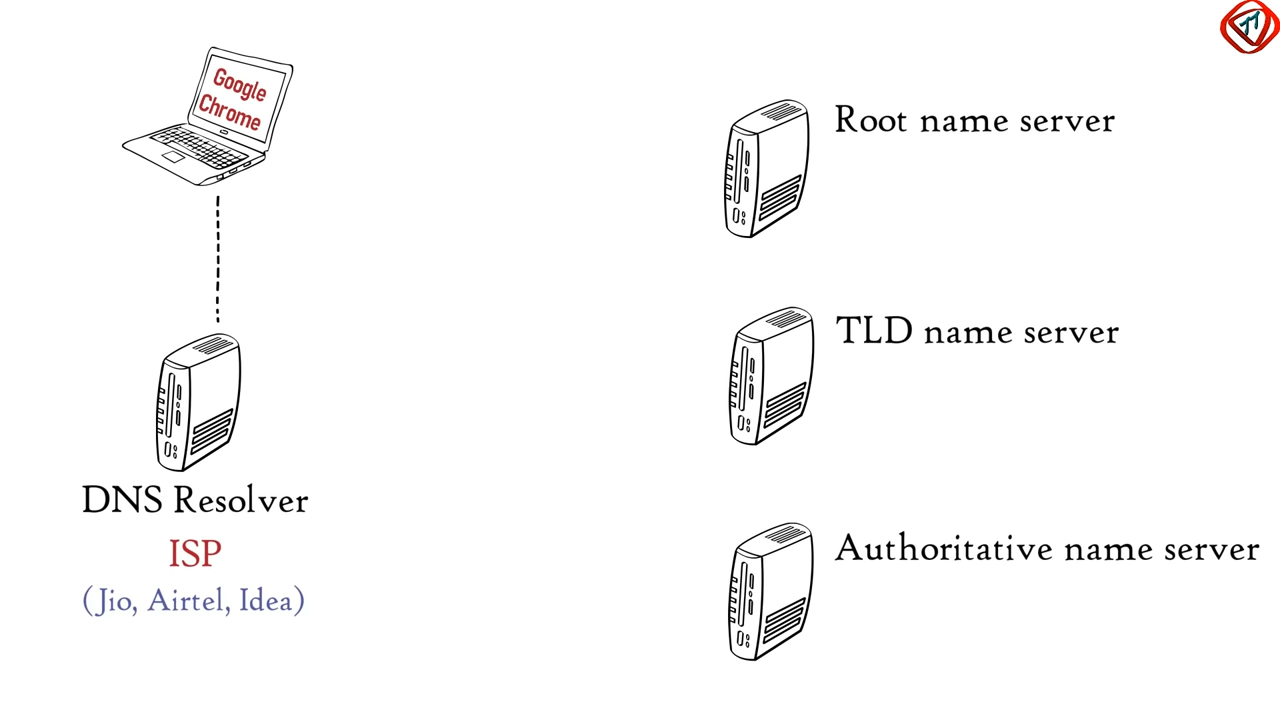 Google
Chrome
Root name server
TLD name server
DNS Resolver
ISP
(Jio, Airtel, Idea)
Authoritative name server